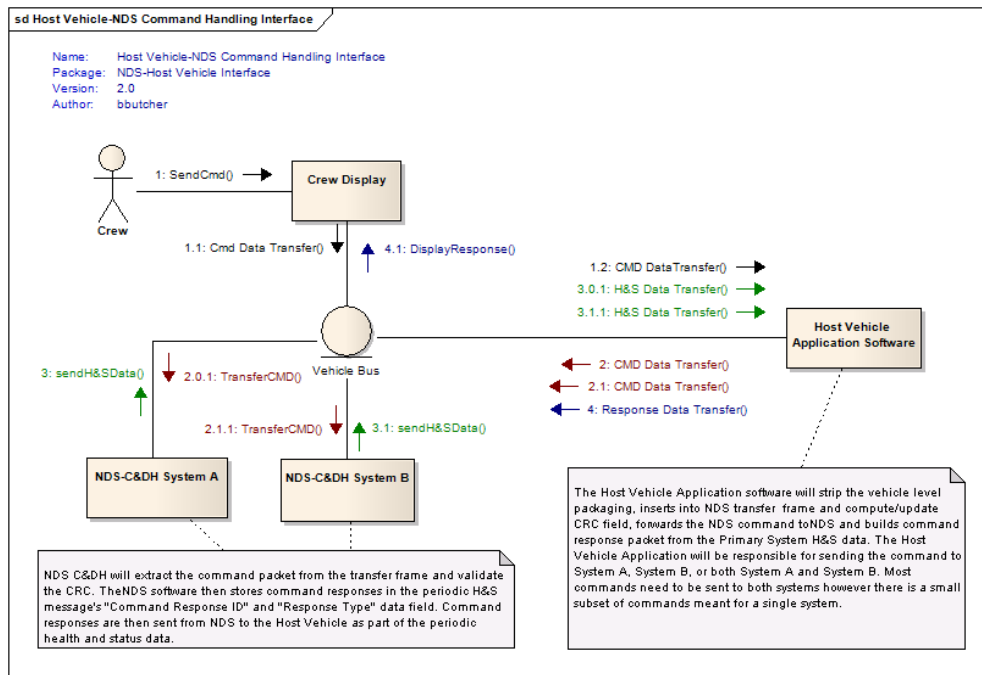 sd Host Vehicle-NDS Command Handling Interface
Name: Host Vehicle-NDS Command Handling Interface
Package: NDS-Host Vehicle Interface
Version: 2.0
Author: bbutcher
1: SendCmd()
Crew Display
Crew
1.1: Cmd Data Transfer()
4.1: DisplayResponse()
1.2: CMD DataTransfer()
3.0.1: H&S Data Transfer()
3.1.1: H&S Data Transfer()
Host Vehicle
Application Software
Vehicle Bus
2: CMD Data Transfer()
2.1: CMD Data Transfer()
4: Response Data Transfer()
3: sendH&SData()
2.0.1: TransferCMD()
2.1.1: TransferCMD()
3.1: sendH&SData()
NDS-C&DH System A
NDS-C&DH System B
The Host Vehicle Application software will strip the vehicle level
packaging, inserts into NDS transfer frame and compute/update
CRC field, forwards the NDS command toNDS and builds command
response packet from the Primary System H&S data. The Host
Vehicle Application will be responsible for sending the command to
System A, System B, or both System A and System B. Most
commands need to be sent to both systems however there is a small
subset of commands meant for a single system.
NDS C&DH will extract the command packet from the transfer frame and validate
the CRC. TheNDS software then stores command responses in the periodic H&S
message's "Command Response ID" and "Response Type" data field. Command
responses are then sent from NDS to the Host Vehicle as part of the periodic
health and status data.